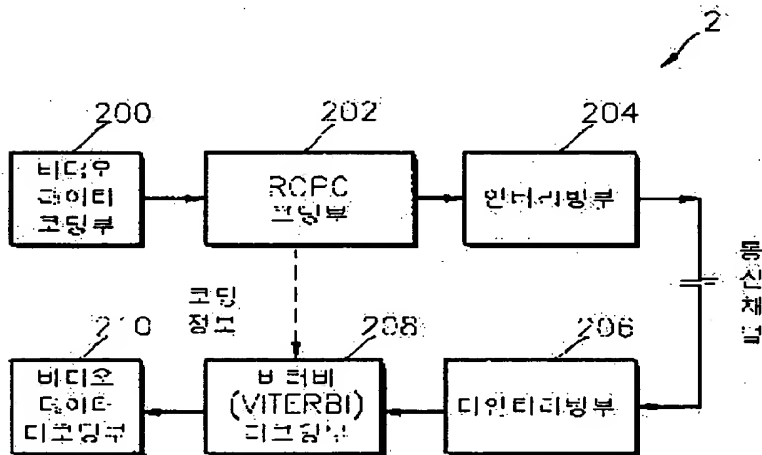 2
200
202
204
비디오
데이터
코딩부
RCPC
코딩부
인터리빙부
코딩
정보
통신채널
210
208
206
비디오
데이터
디코딩부
비터비
(VITERBI)
디코딩부
디인터리빙부